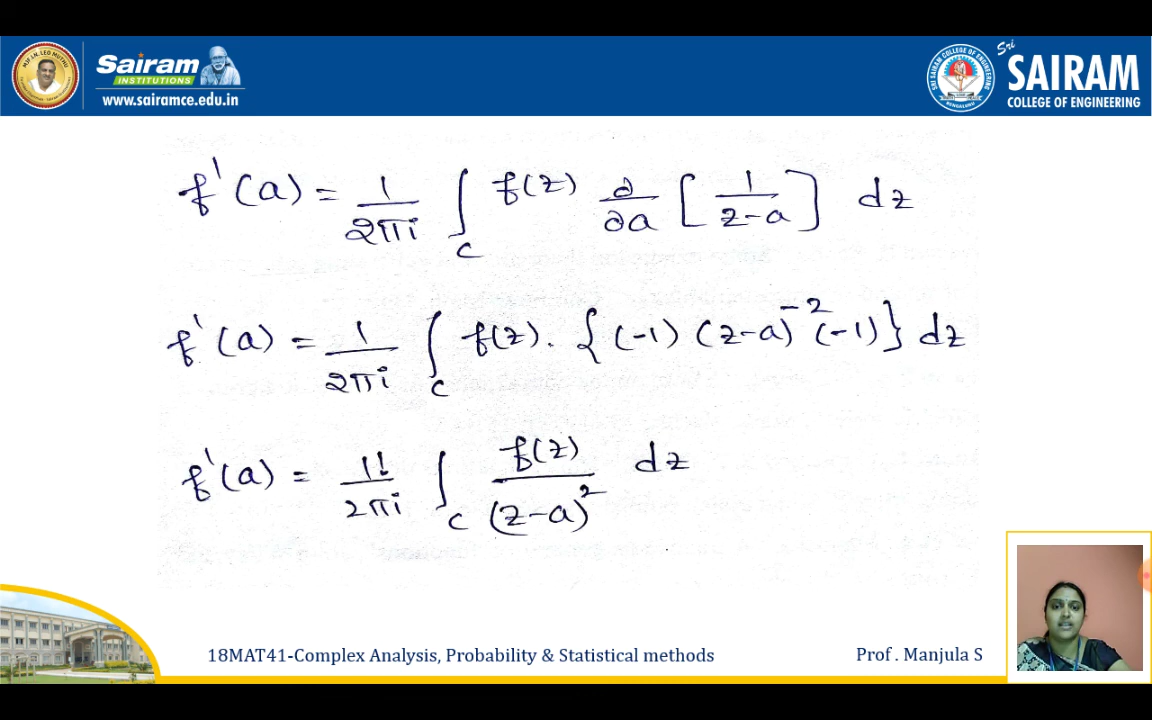 Sairam
INSTITUTIONS
www.sairamce.edu.in
Sri
SAIRAM
COLLEGE OF ENGINEERING
f'(a) = 1/2πi ∫_C f(z) ∂/∂a [1/z-a] dz
f'(a) = 1/2πi ∫_C f(z). {(-1) (z-a)^-2 (-1)} dz
f'(a) = 1!/2πi ∫_C f(z)/(z-a)^2 dz
18MAT41-Complex Analysis, Probability & Statistical methods
Prof . Manjula S